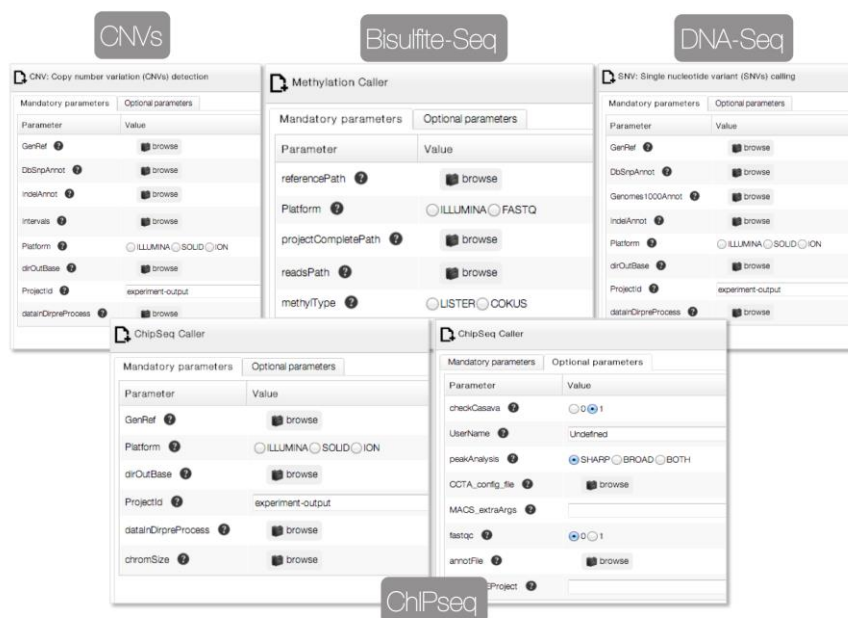 CNVs
Bisulfite-Seq
DNA-Seq
CNV: Copy number variation (CNVs) detection
Mandatory parameters Optional parameters
Parameter Value
GenRef ? browse
DbSnpAnnot ? browse
IndelAnnot ? browse
Intervals ? browse
Platform ? ILLUMINA SOLID ION
dirOutBase ? browse
ProjectId ? experiment-output
dataInDirpreProcess ? browse
Methylation Caller
Mandatory parameters Optional parameters
Parameter Value
referencePath ? browse
Platform ? ILLUMINA FASTQ
projectCompletePath ? browse
readsPath ? browse
methylType ? LISTER COKUS
SNV: Single nucleotide variant (SNVs) calling
Mandatory parameters Optional parameters
Parameter Value
GenRef ? browse
DbSnpAnnot ? browse
Genomes1000Annot ? browse
IndelAnnot ? browse
Platform ? ILLUMINA SOLID ION
dirOutBase ? browse
ProjectId ? experiment-output
dataInDirpreProcess ? browse
ChipSeq Caller
Mandatory parameters Optional parameters
Parameter Value
GenRef ? browse
Platform ? ILLUMINA SOLID ION
dirOutBase ? browse
ProjectId ? experiment-output
dataInDirpreProcess ? browse
chromSize ? browse
ChipSeq Caller
Mandatory parameters Optional parameters
Parameter Value
checkCasava ? 0 1
UserName ? Undefined
peakAnalysis ? SHARP BROAD BOTH
CCTA_config_file ? browse
MACS_extraArgs ?
fastqc ? 0 1
annotFile ? browse
EProject ?
ChIPseq